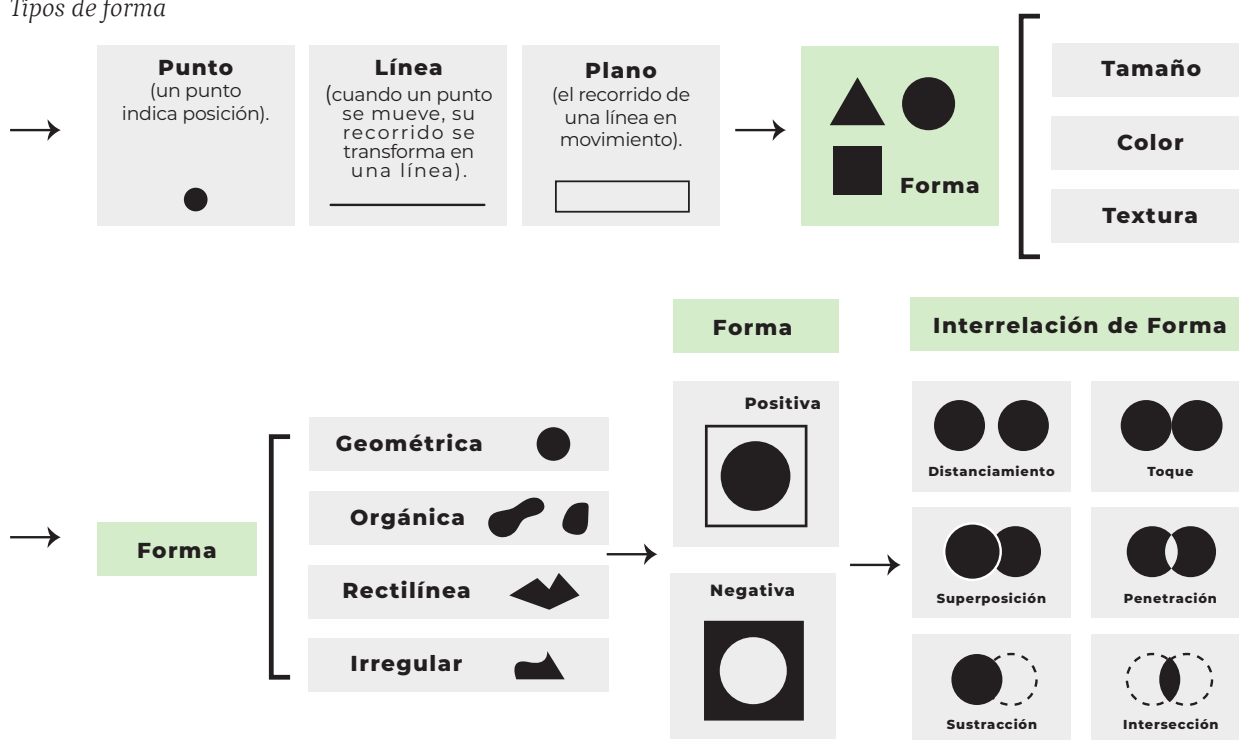 Tipos de forma
Punto
(un punto
indica posición).
Línea
(cuando un punto
se mueve, su
recorrido se
transforma en
una línea).
Plano
(el recorrido de
una línea en
movimiento).
Forma
Tamaño
Color
Textura
Forma
Geométrica
Orgánica
Rectilínea
Irregular
Forma
Positiva
Negativa
Interrelación de Forma
Distanciamiento
Toque
Superposición
Penetración
Sustracción
Intersección